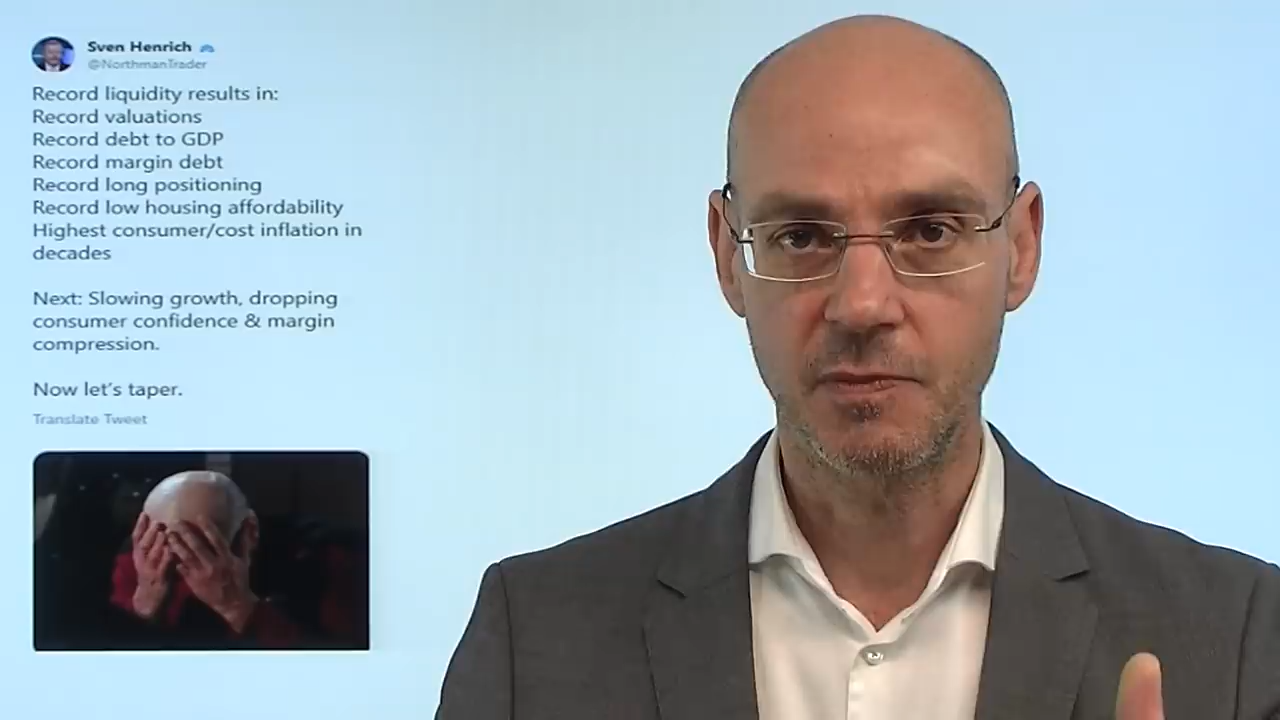 Sven Henrich
@NorthmanTrader
Record liquidity results in:
Record valuations
Record debt to GDP
Record margin debt
Record long positioning
Record low housing affordability
Highest consumer/cost inflation in
decades
Next: Slowing growth, dropping
consumer confidence & margin
compression.
Now let's taper.
Translate Tweet